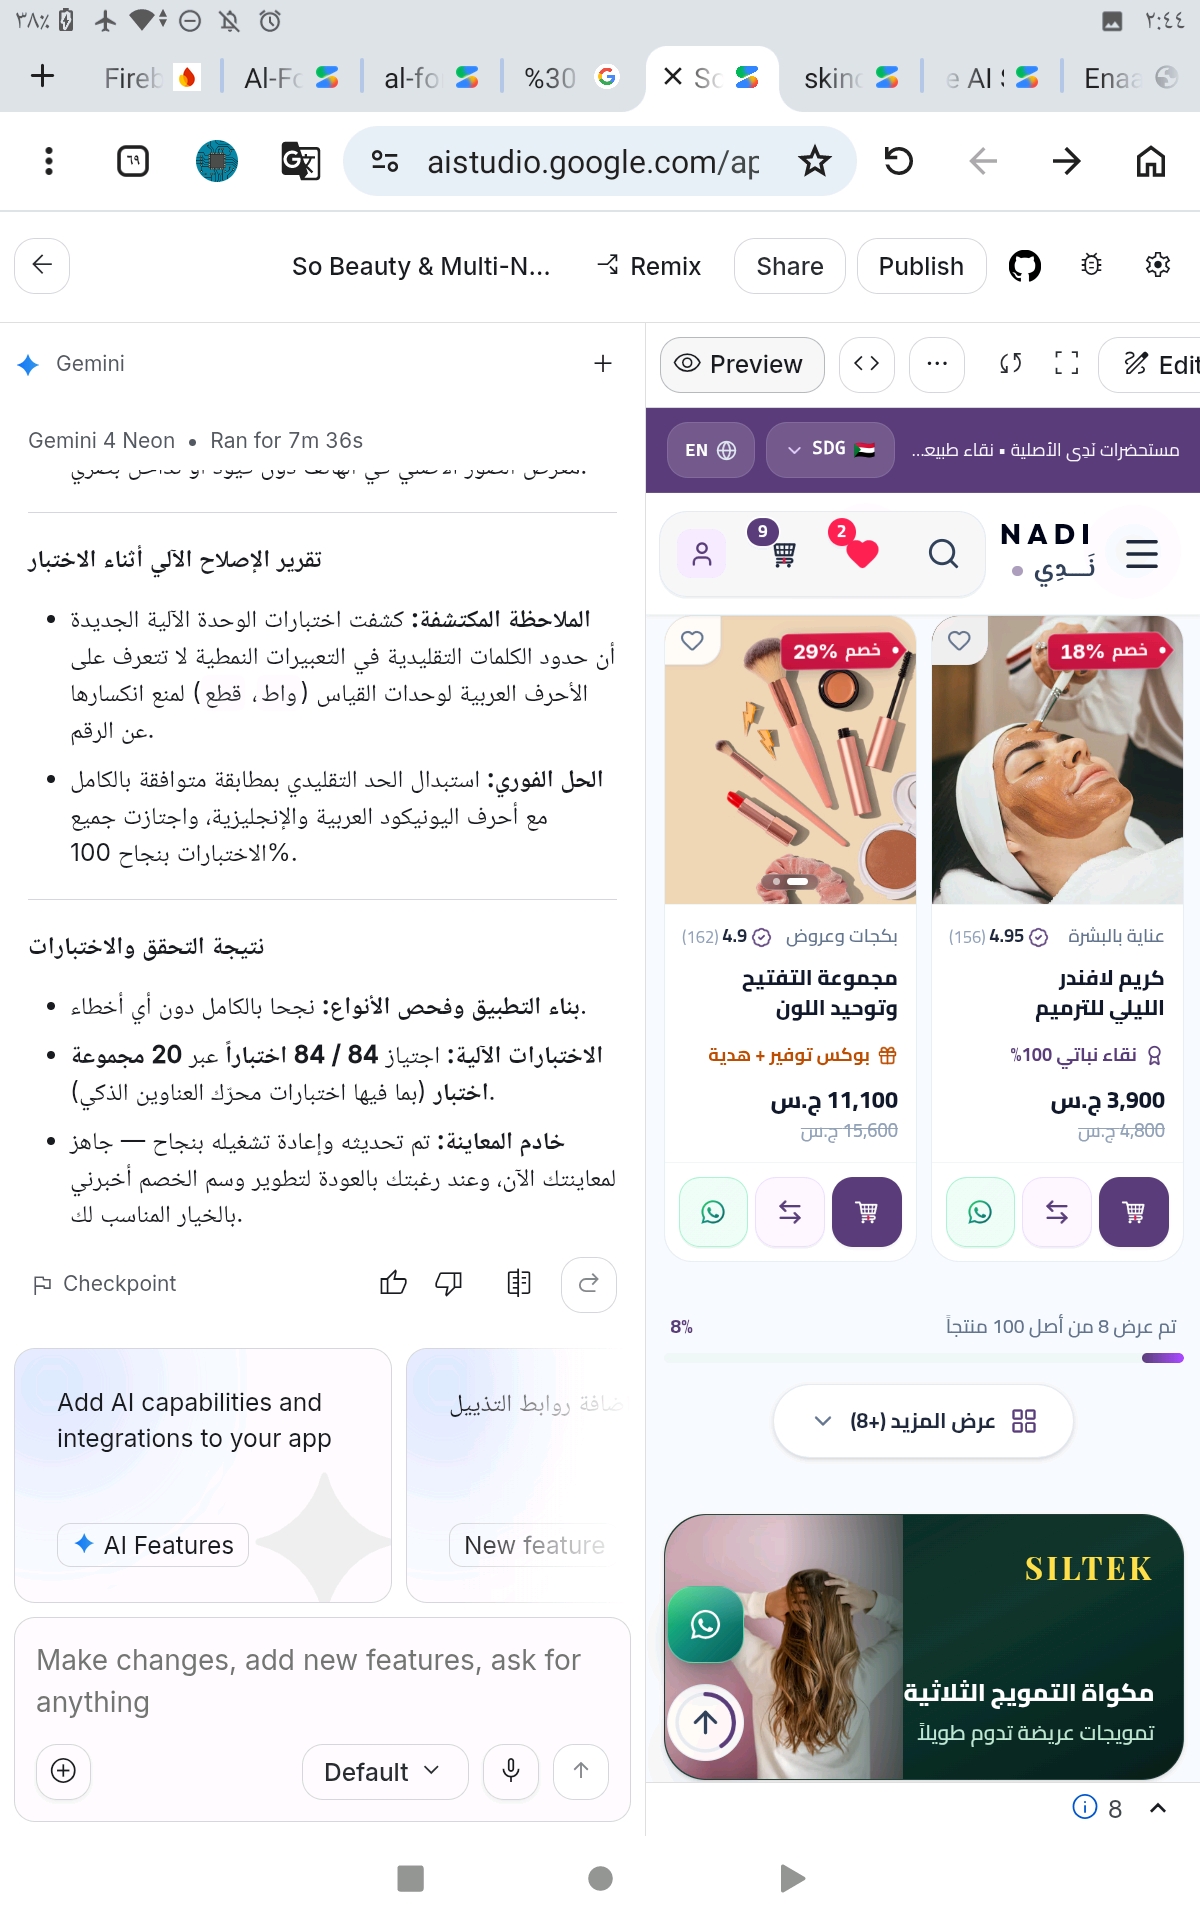 ٣٨٪
٢:٤٤
Fireb
Al-Fo
al-fo
%30
So
skinc
e AI S
Enaa
٦٩
aistudio.google.com/ap
So Beauty & Multi-N...
Remix
Share
Publish
Gemini
Gemini 4 Neon • Ran for 7m 36s
تقرير الإصلاح الآلي أثناء الاختبار
الملاحظة المكتشفة: كشفت اختبارات الوحدة الآلية الجديدة
أن حدود الكلمات التقليدية في التعبيرات النمطية لا تتعرف على
الأحرف العربية لوحدات القياس (واط، قطع) لمنع انكسارها
عن الرقم.
الحل الفوري: استبدال الحد التقليدي بمطابقة متوافقة بالكامل
مع أحرف اليونيكود العربية والإنجليزية، واجتازت جميع
الاختبارات بنجاح 100%.
نتيجة التحقق والاختبارات
بناء التطبيق وفحص الأنواع: نجحا بالكامل دون أي أخطاء.
الاختبارات الآلية: اجتياز 84 / 84 اختباراً عبر 20 مجموعة
اختبار (بما فيها اختبارات محرّك العناوين الذكي).
خادم المعاينة: تم تحديثه وإعادة تشغيله بنجاح — جاهز
لمعاينتك الآن، وعند رغبتك بالعودة لتطوير وسم الخصم أخبرني
بالخيار المناسب لك.
Checkpoint
Add AI capabilities and
integrations to your app
AI Features
ضافة روابط التذييل
New feature
Make changes, add new features, ask for
anything
Default
Preview
Edit
EN
SDG
مستحضرات نَدِى الأصلية • نقاء طبيعـ...
9
2
NADI
نَــدِي
خصم 29%
خصم 18%
بكجات وعروض 4.9 (162)
مجموعة التفتيح
وتوحيد اللون
بوكس توفير + هدية
11,100 ج.س
15,600 ج.س
عناية بالبشرة 4.95 (156)
كريم لافندر
الليلي للترميم
نقاء نباتي 100%
3,900 ج.س
4,800 ج.س
تم عرض 8 من أصل 100 منتجاً
8%
عرض المزيد (+8)
SILTEK
مكواة التمويج الثلاثية
تمويجات عريضة تدوم طويلاً
8